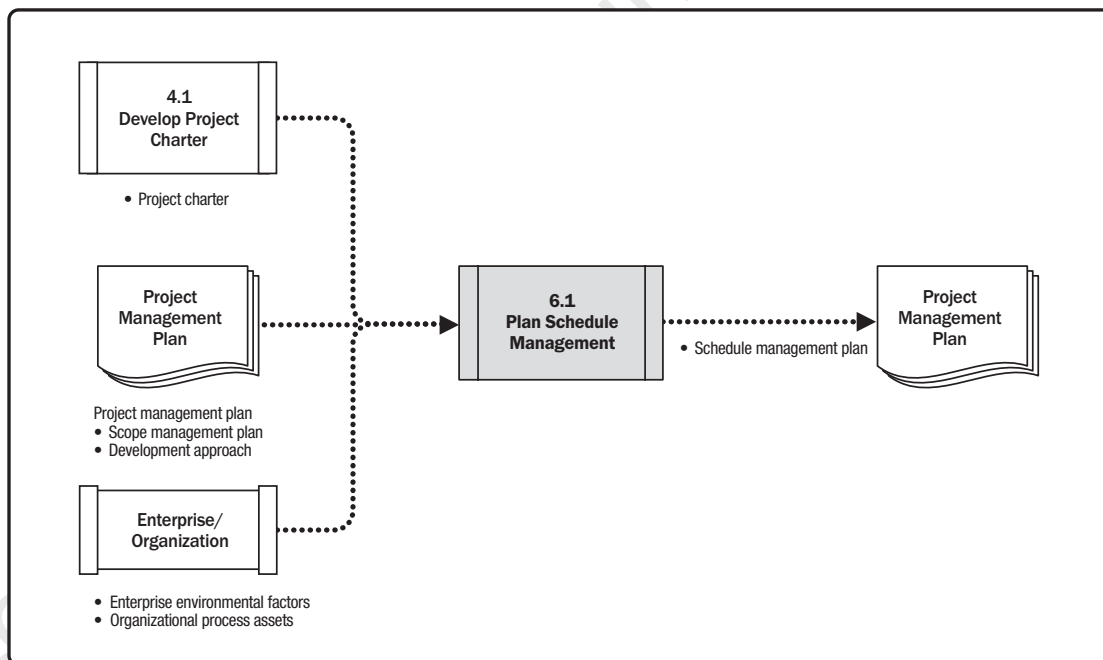 4.1
Develop Project
Charter
• Project charter
Project
Management
Plan
Project management plan
• Scope management plan
• Development approach
Enterprise/
Organization
• Enterprise environmental factors
• Organizational process assets
6.1
Plan Schedule
Management
• Schedule management plan
Project
Management
Plan